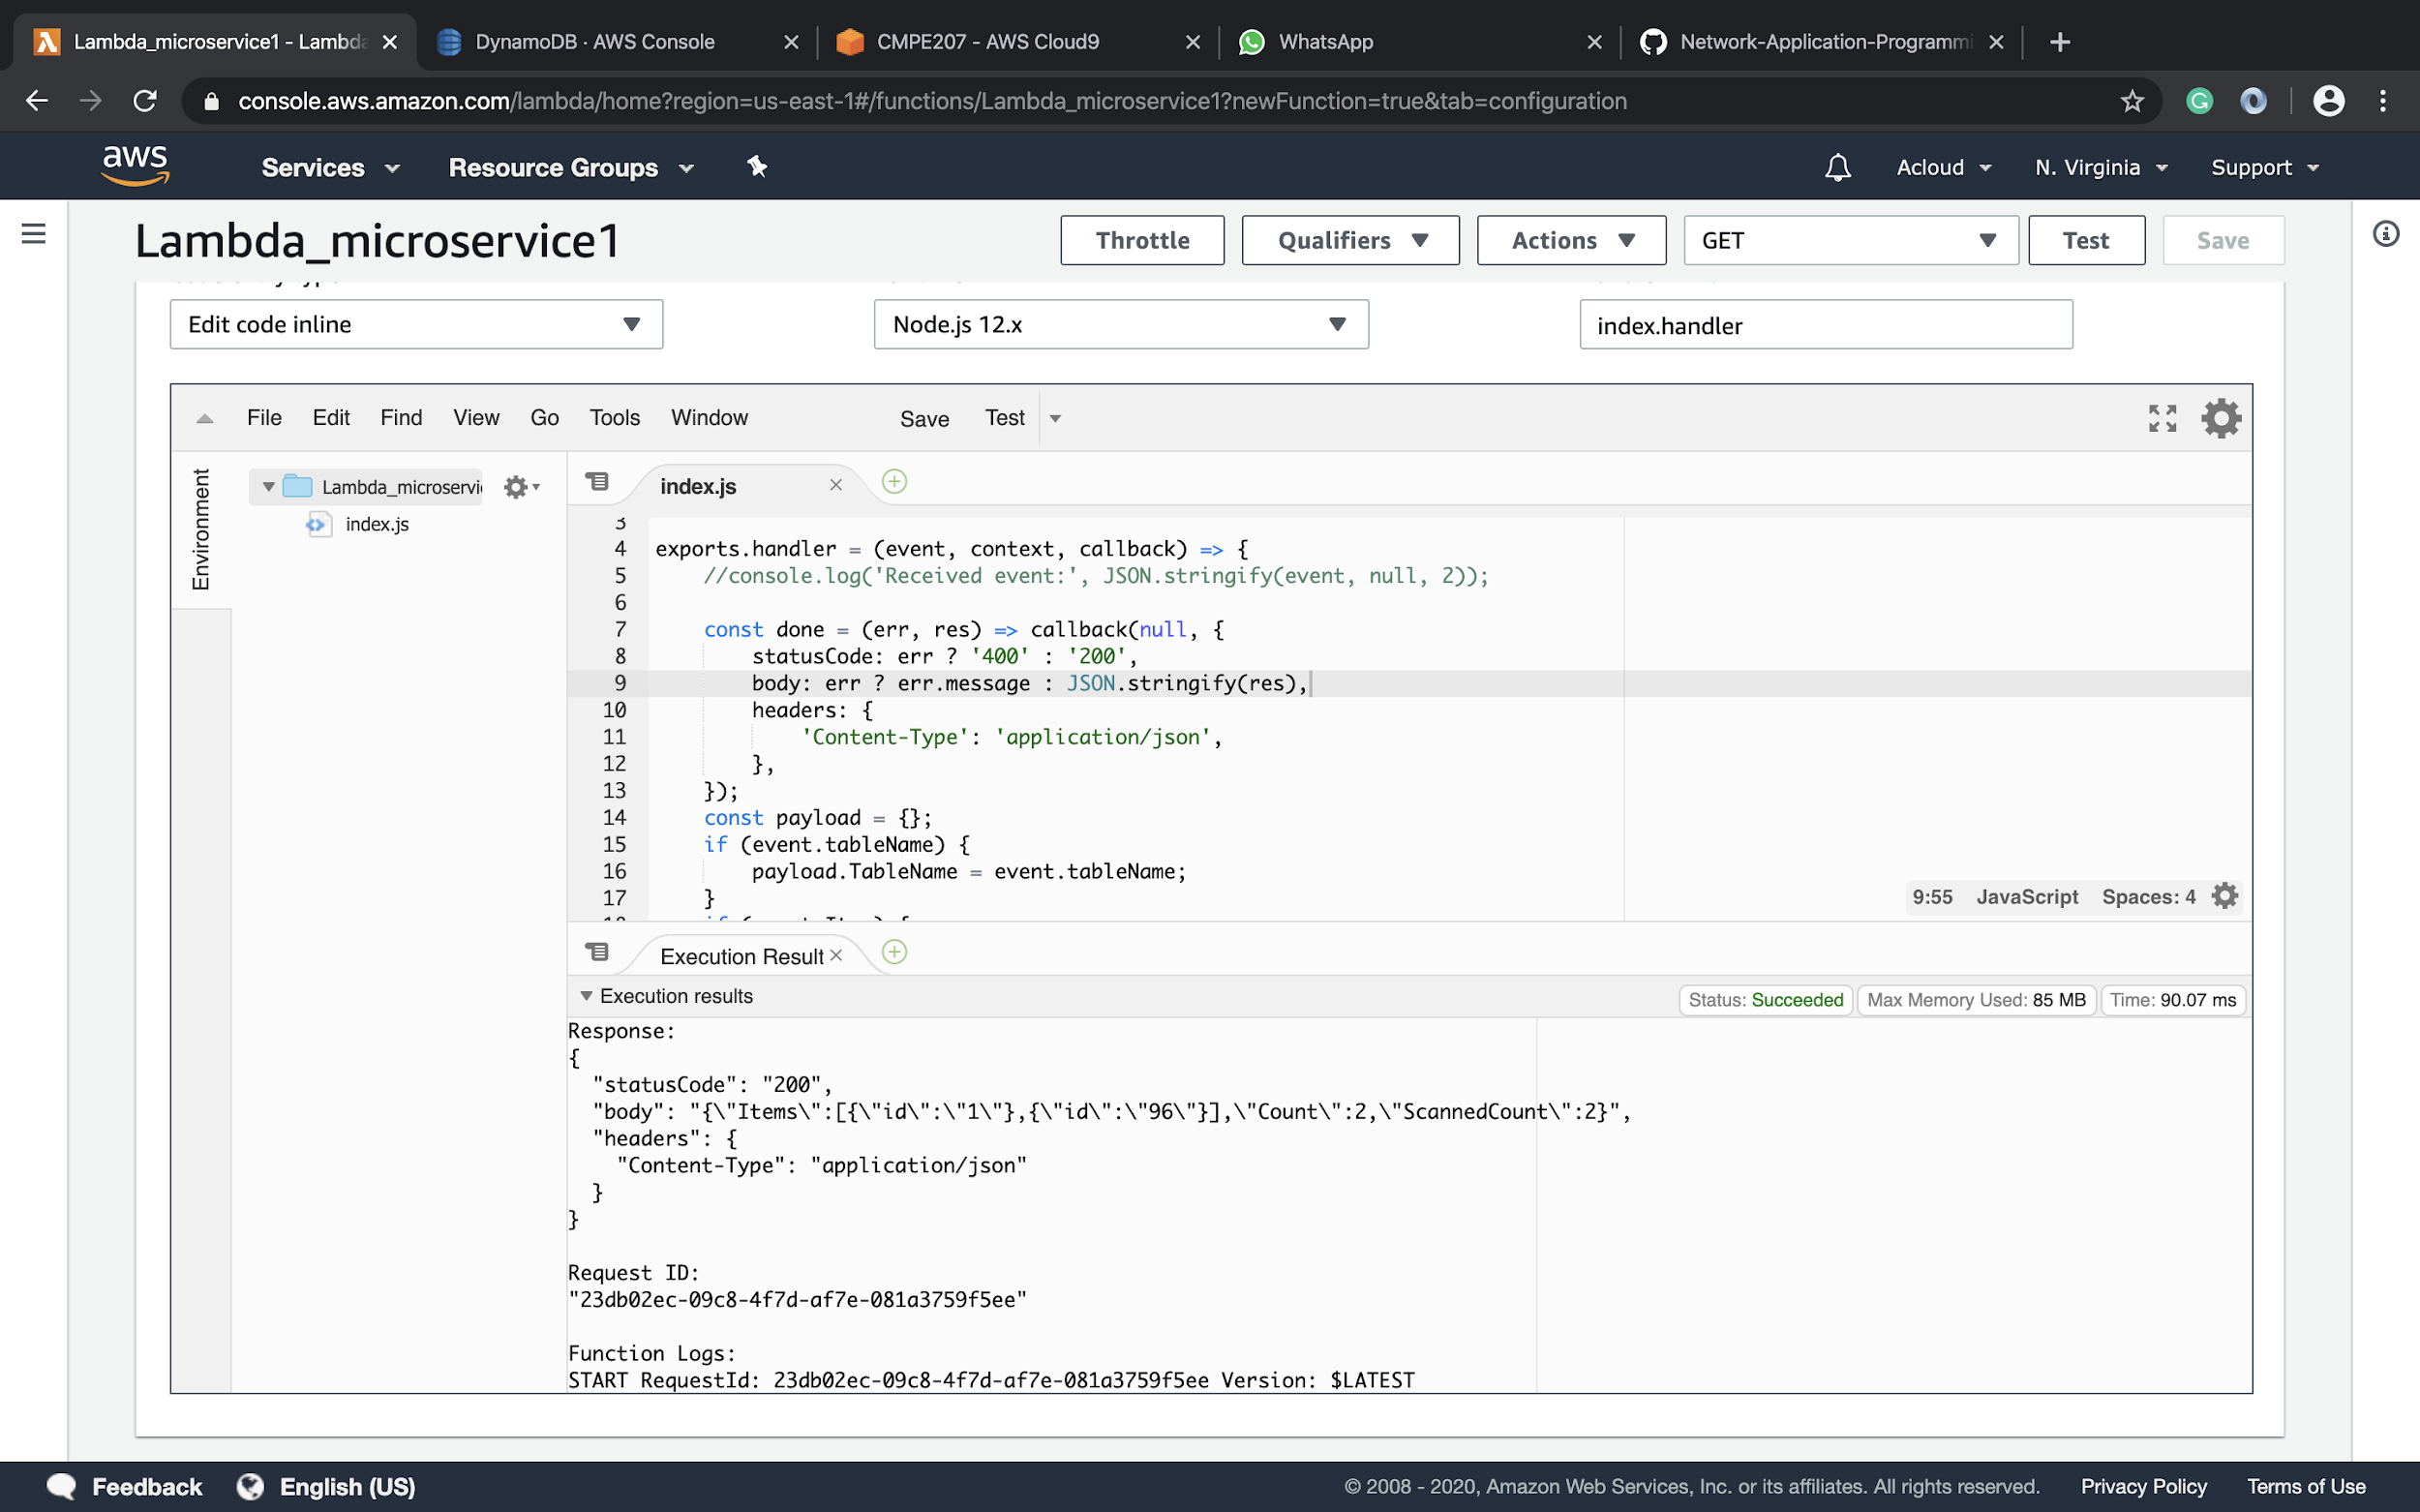 Lambda_microservice1 - Lambda
DynamoDB · AWS Console
CMPE207 - AWS Cloud9
WhatsApp
Network-Application-Programmi
console.aws.amazon.com/lambda/home?region=us-east-1#/functions/Lambda_microservice1?newFunction=true&tab=configuration
aws
Services
Resource Groups
Acloud
N. Virginia
Support
Lambda_microservice1
Throttle
Qualifiers
Actions
GET
Test
Save
Edit code inline
Node.js 12.x
index.handler
File Edit Find View Go Tools Window Save Test
Environment
Lambda_microservi
index.js
index.js
3
4 exports.handler = (event, context, callback) => {
5 //console.log('Received event:', JSON.stringify(event, null, 2));
6
7 const done = (err, res) => callback(null, {
8 statusCode: err ? '400' : '200',
9 body: err ? err.message : JSON.stringify(res),
10 headers: {
11 'Content-Type': 'application/json',
12 },
13 });
14 const payload = {};
15 if (event.tableName) {
16 payload.TableName = event.tableName;
17 }
9:55 JavaScript Spaces: 4
Execution Result
Execution results
Status: Succeeded
Max Memory Used: 85 MB
Time: 90.07 ms
Response:
{
"statusCode": "200",
"body": "{\"Items\":[{\"id\":\"1\"},{\"id\":\"96\"}],\"Count\":2,\"ScannedCount\":2}",
"headers": {
"Content-Type": "application/json"
}
}
Request ID:
"23db02ec-09c8-4f7d-af7e-081a3759f5ee"
Function Logs:
START RequestId: 23db02ec-09c8-4f7d-af7e-081a3759f5ee Version: $LATEST
Feedback
English (US)
© 2008 - 2020, Amazon Web Services, Inc. or its affiliates. All rights reserved.
Privacy Policy
Terms of Use